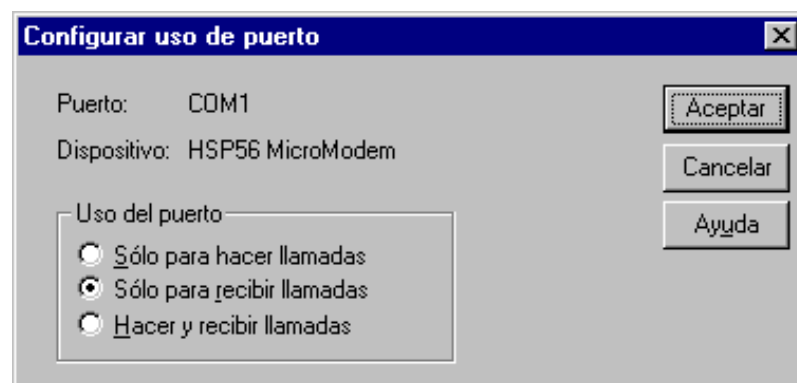 Configurar uso de puerto
Puerto: COM1
Aceptar
Dispositivo: HSP56 MicroModem
Cancelar
Uso del puerto
Ayuda
Sólo para hacer llamadas
Sólo para recibir llamadas
Hacer y recibir llamadas